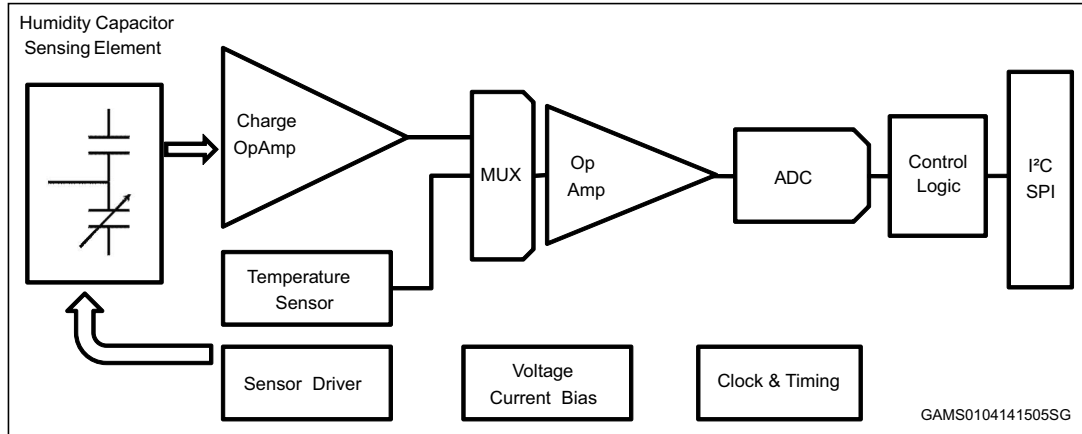 Humidity Capacitor
Sensing Element
Charge
OpAmp
MUX
Op
Amp
ADC
Control
Logic
I²C
SPI
Temperature
Sensor
Sensor Driver
Voltage
Current Bias
Clock & Timing
GAMS0104141505SG